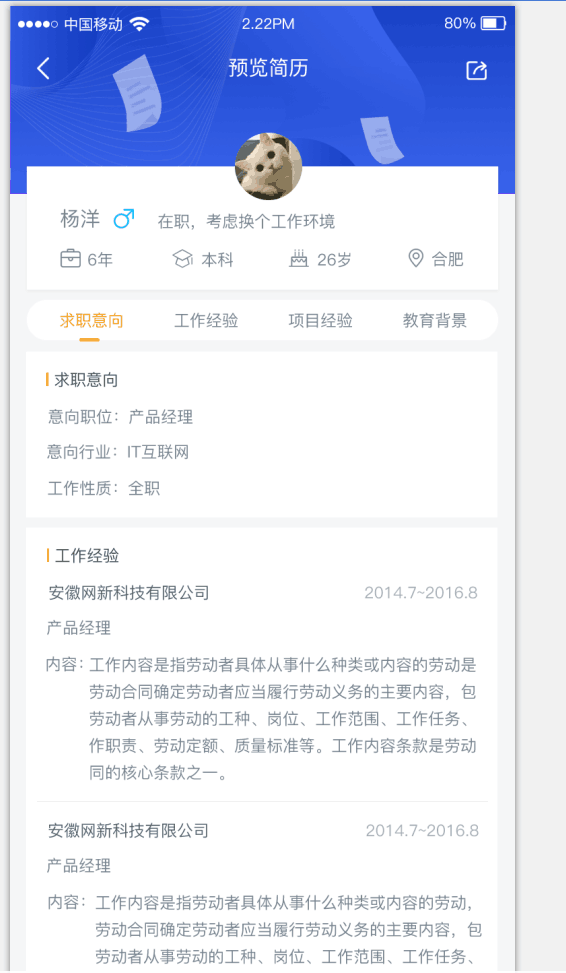 中国移动 2.22PM 80%
预览简历
杨洋 在职，考虑换个工作环境
6年 本科 26岁 合肥
求职意向 工作经验 项目经验 教育背景
求职意向
意向职位：产品经理
意向行业：IT互联网
工作性质：全职
工作经验
安徽网新科技有限公司 2014.7~2016.8
产品经理
内容：工作内容是指劳动者具体从事什么种类或内容的劳动是
劳动合同确定劳动者应当履行劳动义务的主要内容，包
劳动者从事劳动的工种、岗位、工作范围、工作任务、
作职责、劳动定额、质量标准等。工作内容条款是劳动
同的核心条款之一。
安徽网新科技有限公司 2014.7~2016.8
产品经理
内容：工作内容是指劳动者具体从事什么种类或内容的劳动，
劳动合同确定劳动者应当履行劳动义务的主要内容，包
劳动者从事劳动的工种、岗位、工作范围、工作任务、